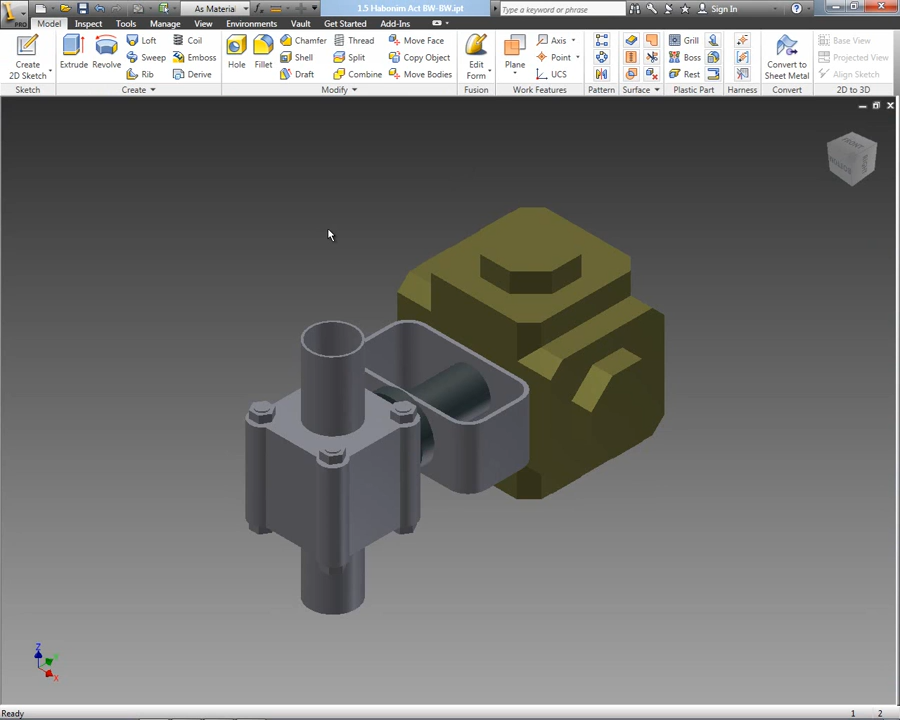 PRO
As Material
1.5 Habonim Act BW-BW.ipt
Type a keyword or phrase
Sign In
Model Inspect Tools Manage View Environments Vault Get Started Add-Ins
Create 2D Sketch
Extrude
Revolve
Loft
Sweep
Rib
Coil
Emboss
Derive
Hole
Fillet
Chamfer
Shell
Draft
Thread
Split
Combine
Move Face
Copy Object
Move Bodies
Edit Form
Plane
Axis
Point
UCS
Grill
Boss
Rest
Convert to Sheet Metal
Base View
Projected View
Align Sketch
Sketch Create Modify Fusion Work Features Pattern Surface Plastic Part Harness Convert 2D to 3D
FRONT
BOTTOM
Z
X
Ready 1 2